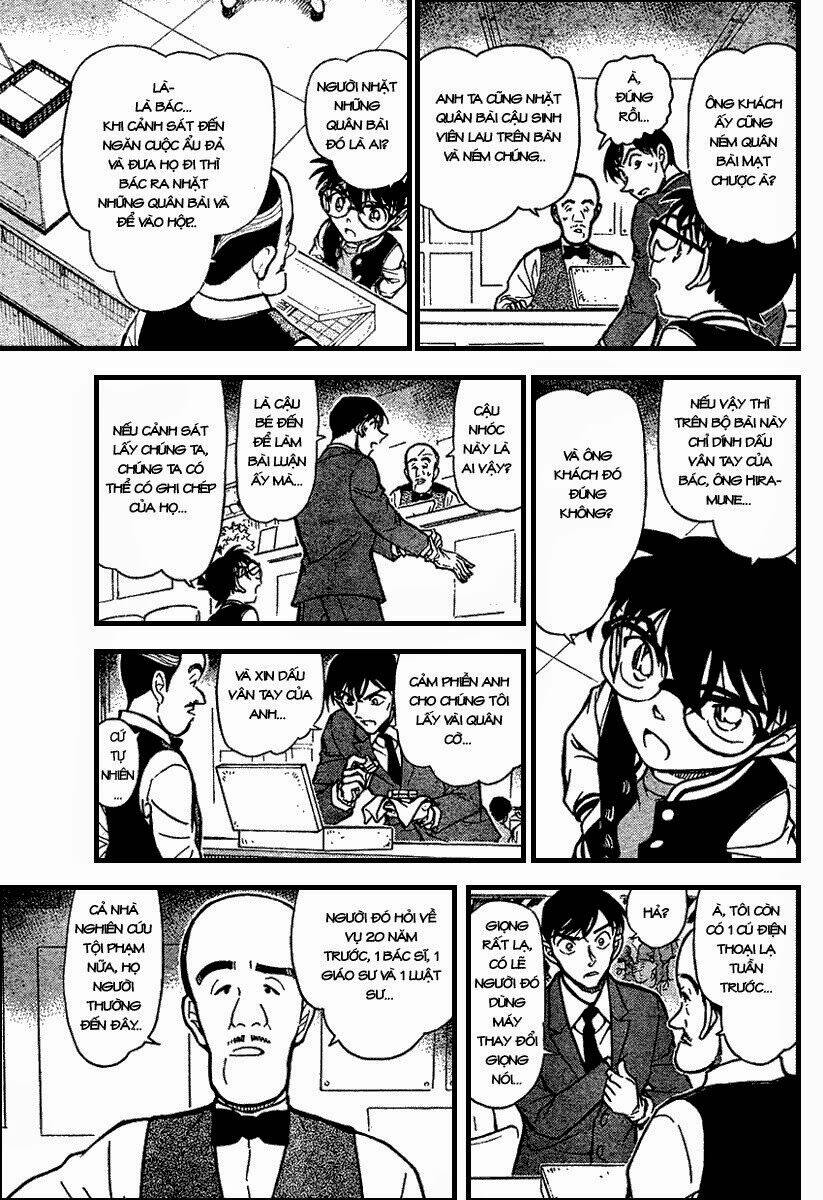 ÔNG KHÁCH
ẤY CŨNG
NÉM QUÂN
BÀI MẠT
CHƯỢC À?
À,
ĐÚNG
RỒI...
ANH TA CŨNG NHẶT
QUÂN BÀI CẬU SINH
VIÊN LAU TRÊN BÀN
VÀ NÉM CHÚNG...
NGƯỜI NHẶT
NHỮNG
QUÂN BÀI
ĐÓ LÀ AI?
LÀ-
LÀ BÁC...
KHI CẢNH SÁT ĐẾN
NGĂN CUỘC ẨU ĐẢ
VÀ ĐƯA HỌ ĐI THÌ
BÁC RA NHẶT
NHỮNG QUÂN BÀI VÀ
ĐỂ VÀO HỘP...
NẾU VẬY THÌ
TRÊN BỘ BÀI NÀY
CHỈ DÍNH DẤU
VÂN TAY CỦA
BÁC, ÔNG HIRA-
MUNE...
VÀ ÔNG
KHÁCH ĐÓ
ĐÚNG
KHÔNG?
CẬU
NHÓC
NÀY LÀ
AI VẬY?
LÀ CẬU
BÉ ĐẾN
ĐỂ LÀM
BÀI LUẬN
ẤY MÀ...
NẾU CẢNH SÁT
LẤY CHÚNG TA,
CHÚNG TA CÓ
THỂ CÓ GHI CHÉP
CỦA HỌ...
CẢM PHIỀN ANH
CHO CHÚNG TÔI
LẤY VÀI QUÂN
CỜ...
VÀ XIN DẤU
VÂN TAY CỦA
ANH...
CỨ
TỰ
NHIÊN
...
À, TÔI CÒN
CÓ 1 CÚ ĐIỆN
THOẠI LẠ
TUẦN
TRƯỚC...
HẢ?
GIỌNG
RẤT LẠ,
CÓ LẼ
NGƯỜI ĐÓ
DÙNG
MÁY
THAY ĐỔI
GIỌNG
NÓI...
NGƯỜI ĐÓ HỎI VỀ
VỤ 20 NĂM
TRƯỚC, 1 BÁC SĨ, 1
GIÁO SƯ VÀ 1 LUẬT
SƯ...
CẢ NHÀ
NGHIÊN CỨU
TỘI PHẠM
NỮA, HỌ
NGƯỜI
THƯỜNG
ĐẾN ĐÂY...